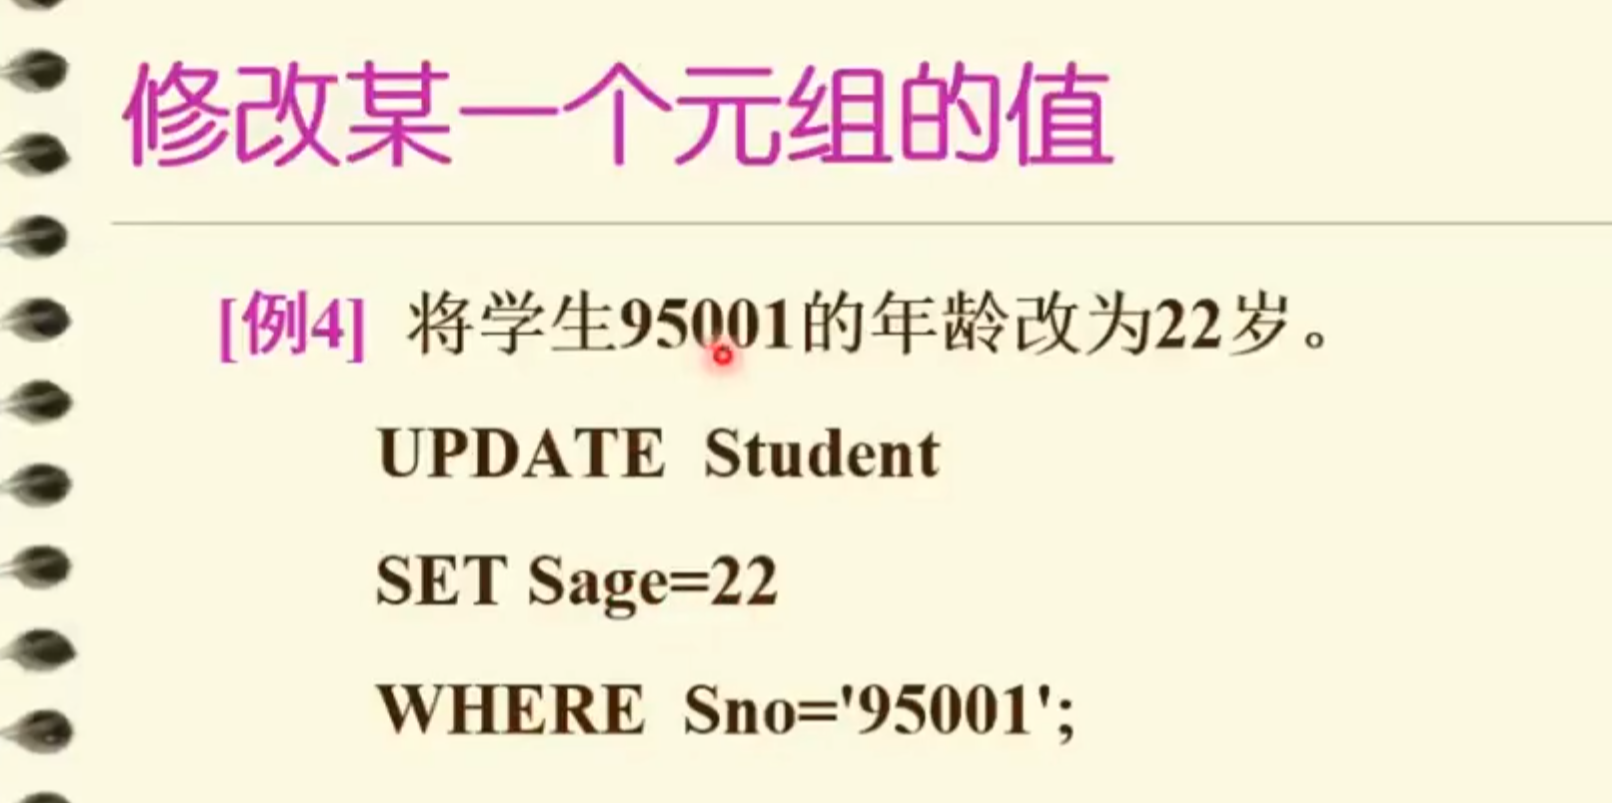 修改某一个元组的值
[例4] 将学生95001的年龄改为22岁。
UPDATE Student
SET Sage=22
WHERE Sno='95001';